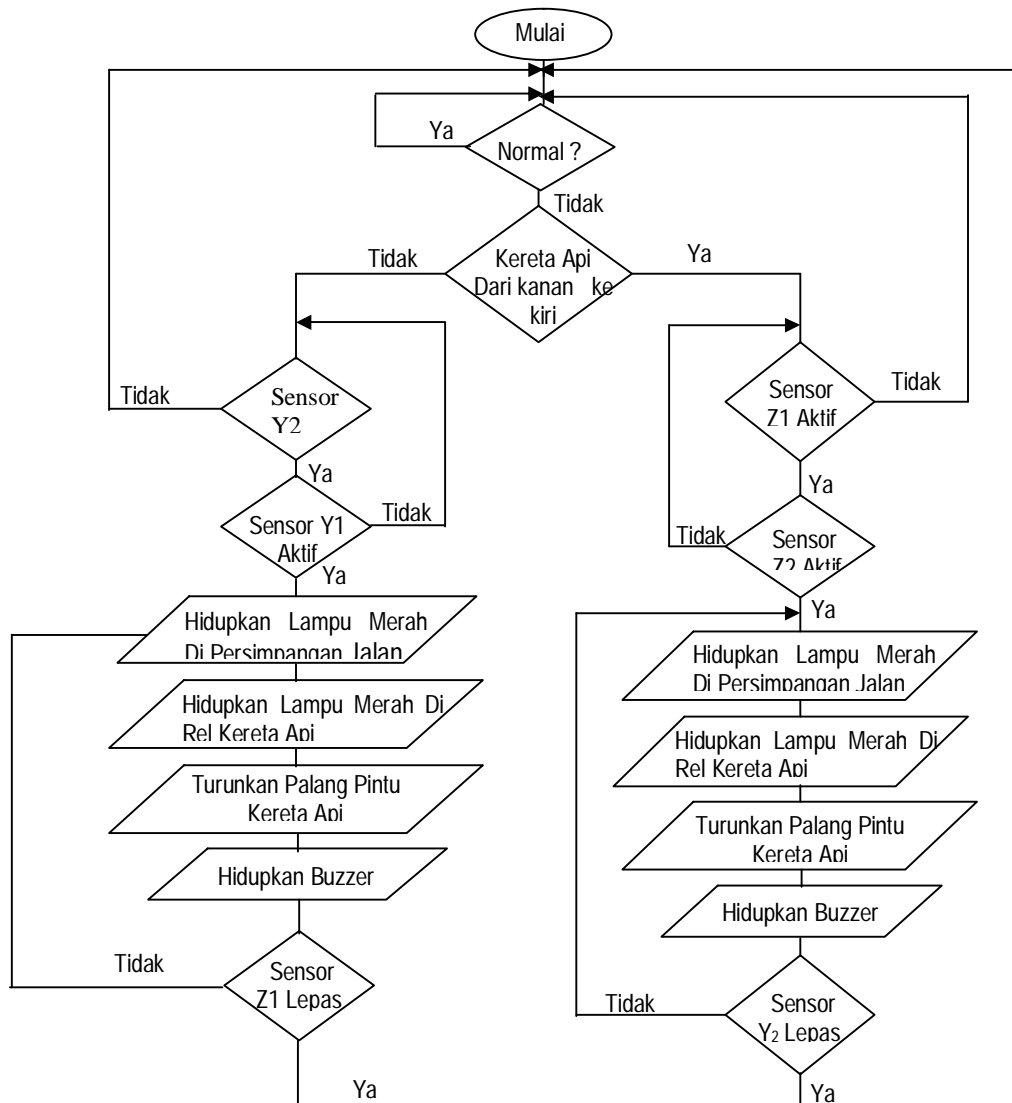 Mulai
Ya
Normal ?
Tidak
Tidak
Kereta Api
Dari kanan ke
kiri
Ya
Tidak
Sensor
Y2
Ya
Sensor Y1
Aktif
Tidak
Ya
Hidupkan Lampu Merah
Di Persimpangan Jalan
Hidupkan Lampu Merah Di
Rel Kereta Api
Turunkan Palang Pintu
Kereta Api
Hidupkan Buzzer
Tidak
Sensor
Z1 Lepas
Ya
Sensor
Z1 Aktif
Tidak
Ya
Tidak
Sensor
Z2 Aktif
Ya
Hidupkan Lampu Merah
Di Persimpangan Jalan
Hidupkan Lampu Merah Di
Rel Kereta Api
Turunkan Palang Pintu
Kereta Api
Hidupkan Buzzer
Tidak
Sensor
Y2 Lepas
Ya